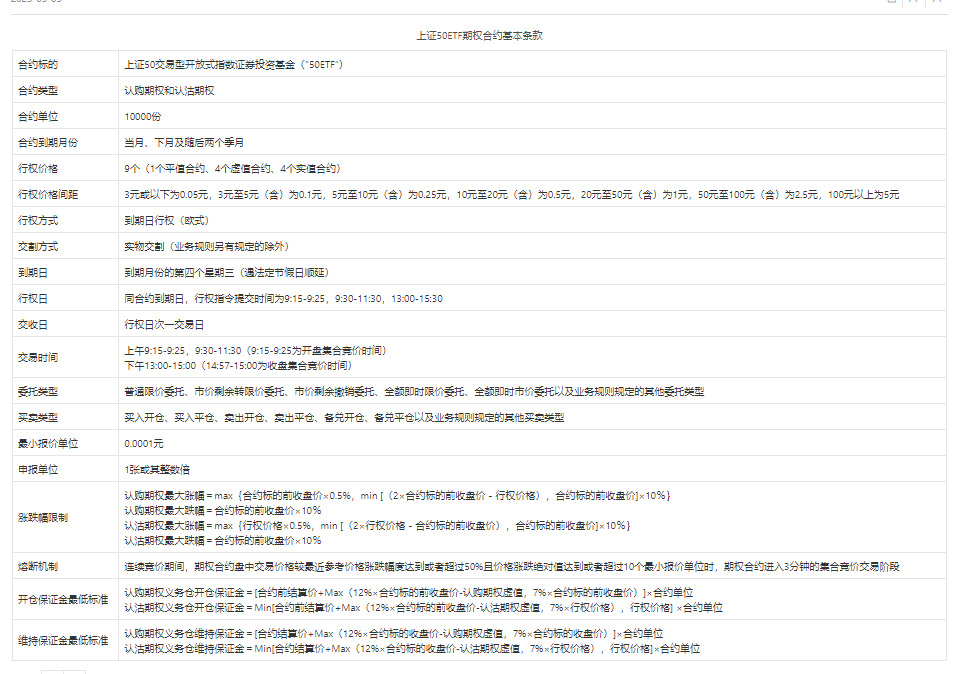 上证50ETF期权合约基本条款
合约标的 上证50交易型开放式指数证券投资基金（"50ETF"）
合约类型 认购期权和认沽期权
合约单位 10000份
合约到期月份 当月、下月及随后两个季月
行权价格 9个（1个平值合约、4个虚值合约、4个实值合约）
行权价格间距 3元或以下为0.05元，3元至5元（含）为0.1元，5元至10元（含）为0.25元，10元至20元（含）为0.5元，20元至50元（含）为1元，50元至100元（含）为2.5元，100元以上为5元
行权方式 到期日行权（欧式）
交割方式 实物交割（业务规则另有规定的除外）
到期日 到期月份的第四个星期三（遇法定节假日顺延）
行权日 同合约到期日，行权指令提交时间为9:15-9:25，9:30-11:30，13:00-15:30
交收日 行权日次一交易日
交易时间 上午9:15-9:25，9:30-11:30（9:15-9:25为开盘集合竞价时间）
下午13:00-15:00（14:57-15:00为收盘集合竞价时间）
委托类型 普通限价委托、市价剩余转限价委托、市价剩余撤销委托、全额即时限价委托、全额即时市价委托以及业务规则规定的其他委托类型
买卖类型 买入开仓、买入平仓、卖出开仓、卖出平仓、备兑开仓、备兑平仓以及业务规则规定的其他买卖类型
最小报价单位 0.0001元
申报单位 1张或其整数倍
涨跌幅限制 认购期权最大涨幅＝max｛合约标的前收盘价×0.5%，min [（2×合约标的前收盘价－行权价格），合约标的前收盘价]×10%｝
认购期权最大跌幅＝合约标的前收盘价×10%
认沽期权最大涨幅＝max｛行权价格×0.5%，min [（2×行权价格－合约标的前收盘价），合约标的前收盘价]×10%｝
认沽期权最大跌幅＝合约标的前收盘价×10%
熔断机制 连续竞价期间，期权合约盘中交易价格较最近参考价格涨跌幅度达到或者超过50%且价格涨跌绝对值达到或者超过10个最小报价单位时，期权合约进入3分钟的集合竞价交易阶段
开仓保证金最低标准 认购期权义务仓开仓保证金＝[合约前结算价+Max（12%×合约标的前收盘价-认购期权虚值，7%×合约标的前收盘价）]×合约单位
认沽期权义务仓开仓保证金＝Min[合约前结算价+Max（12%×合约标的前收盘价-认沽期权虚值，7%×行权价格），行权价格] ×合约单位
维持保证金最低标准 认购期权义务仓维持保证金＝[合约结算价+Max（12%×合约标的收盘价-认购期权虚值，7%×合约标的收盘价）]×合约单位
认沽期权义务仓维持保证金＝Min[合约结算价+Max（12%×合约标的收盘价-认沽期权虚值，7%×行权价格），行权价格]×合约单位